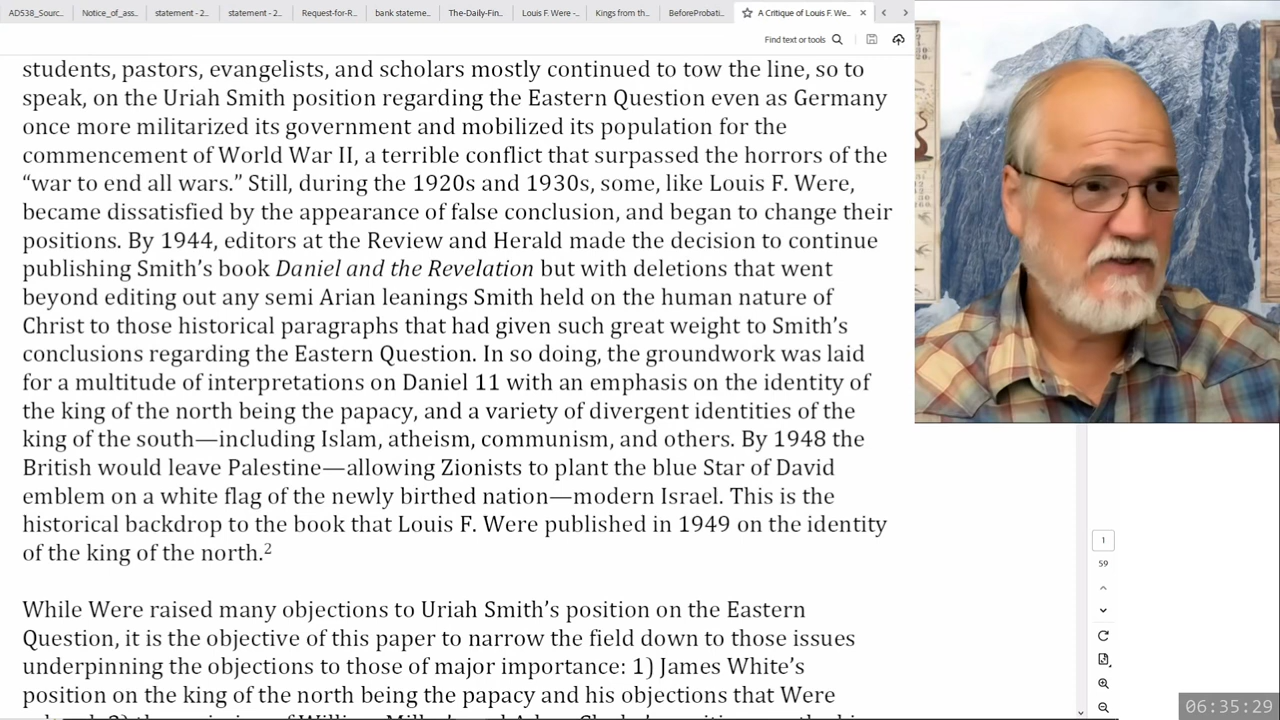 AD538_Sourc...
Notice_of_ass...
statement - 2...
statement - 2...
Request-for-R...
bank stateme...
The-Daily-Fin...
Louis F. Were -...
Kings from th...
BeforeProbati...
A Critique of Louis F. We...
Find text or tools
students, pastors, evangelists, and scholars mostly continued to tow the line, so to
speak, on the Uriah Smith position regarding the Eastern Question even as Germany
once more militarized its government and mobilized its population for the
commencement of World War II, a terrible conflict that surpassed the horrors of the
“war to end all wars.” Still, during the 1920s and 1930s, some, like Louis F. Were,
became dissatisfied by the appearance of false conclusion, and began to change their
positions. By 1944, editors at the Review and Herald made the decision to continue
publishing Smith’s book Daniel and the Revelation but with deletions that went
beyond editing out any semi Arian leanings Smith held on the human nature of
Christ to those historical paragraphs that had given such great weight to Smith’s
conclusions regarding the Eastern Question. In so doing, the groundwork was laid
for a multitude of interpretations on Daniel 11 with an emphasis on the identity of
the king of the north being the papacy, and a variety of divergent identities of the
king of the south—including Islam, atheism, communism, and others. By 1948 the
British would leave Palestine—allowing Zionists to plant the blue Star of David
emblem on a white flag of the newly birthed nation—modern Israel. This is the
historical backdrop to the book that Louis F. Were published in 1949 on the identity
of the king of the north.2
While Were raised many objections to Uriah Smith’s position on the Eastern
Question, it is the objective of this paper to narrow the field down to those issues
underpinning the objections to those of major importance: 1) James White’s
position on the king of the north being the papacy and his objections that Were
1
59
06:35:29